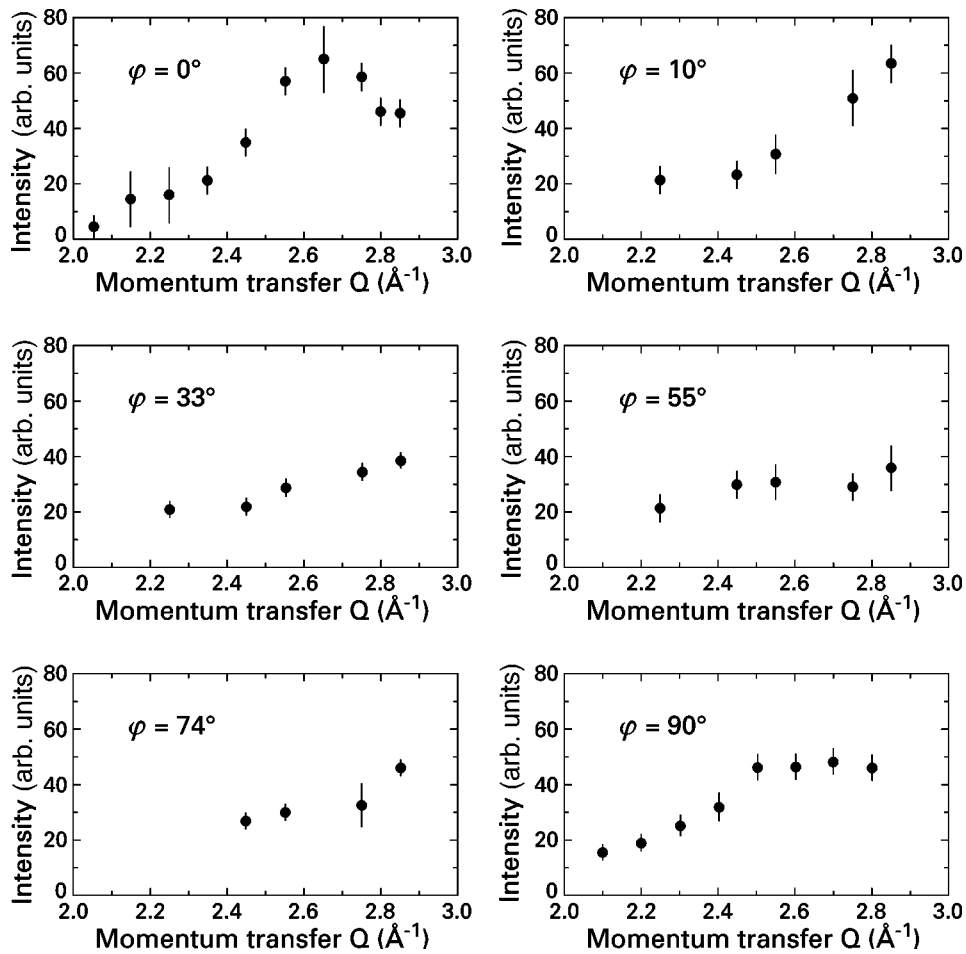 Intensity (arb. units)
80
60
40
20
0
φ = 0°
2.0 2.2 2.4 2.6 2.8 3.0
Momentum transfer Q (Å⁻¹)
Intensity (arb. units)
80
60
40
20
0
φ = 10°
2.0 2.2 2.4 2.6 2.8 3.0
Momentum transfer Q (Å⁻¹)
Intensity (arb. units)
80
60
40
20
0
φ = 33°
2.0 2.2 2.4 2.6 2.8 3.0
Momentum transfer Q (Å⁻¹)
Intensity (arb. units)
80
60
40
20
0
φ = 55°
2.0 2.2 2.4 2.6 2.8 3.0
Momentum transfer Q (Å⁻¹)
Intensity (arb. units)
80
60
40
20
0
φ = 74°
2.0 2.2 2.4 2.6 2.8 3.0
Momentum transfer Q (Å⁻¹)
Intensity (arb. units)
80
60
40
20
0
φ = 90°
2.0 2.2 2.4 2.6 2.8 3.0
Momentum transfer Q (Å⁻¹)